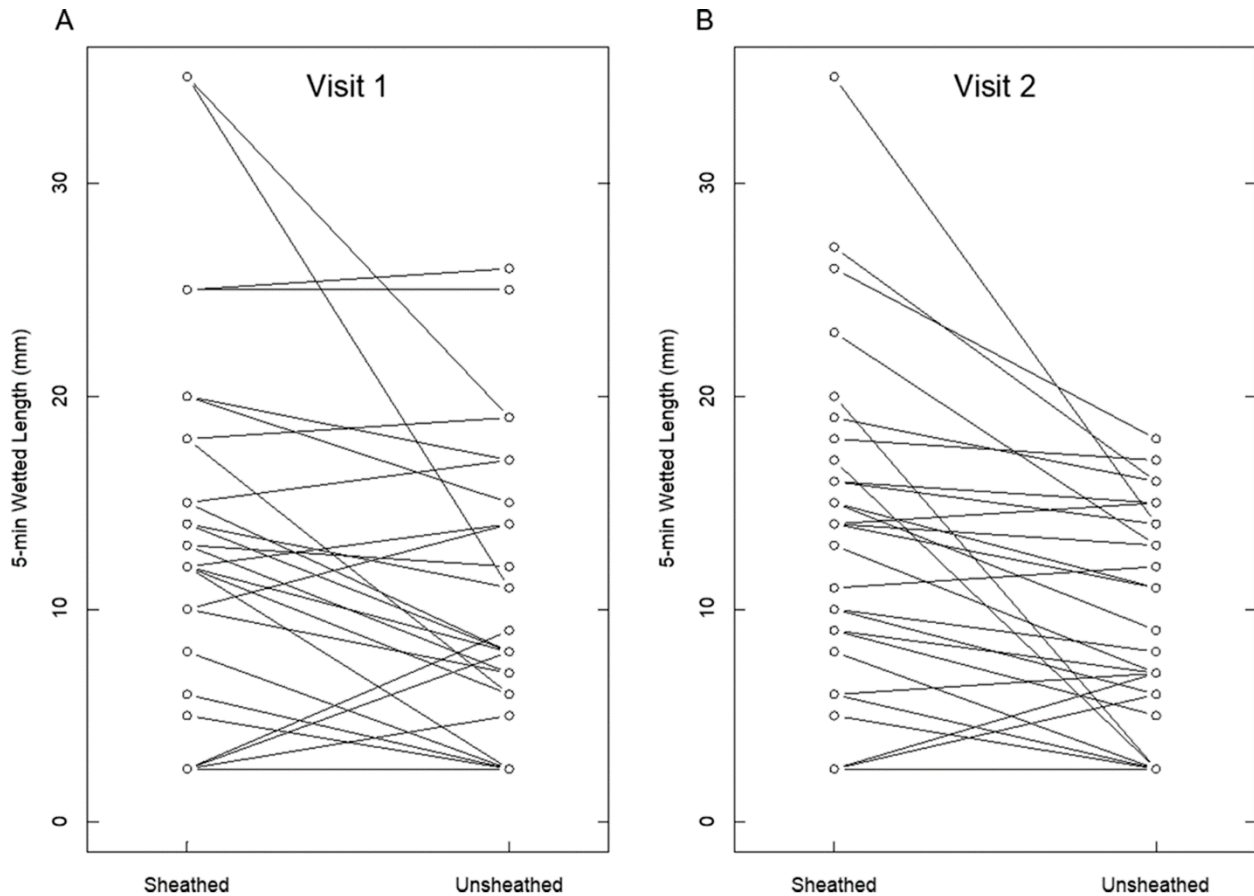 A
Visit 1
5-min Wetted Length (mm)
30
20
10
0
Sheathed Unsheathed
B
Visit 2
5-min Wetted Length (mm)
30
20
10
0
Sheathed Unsheathed